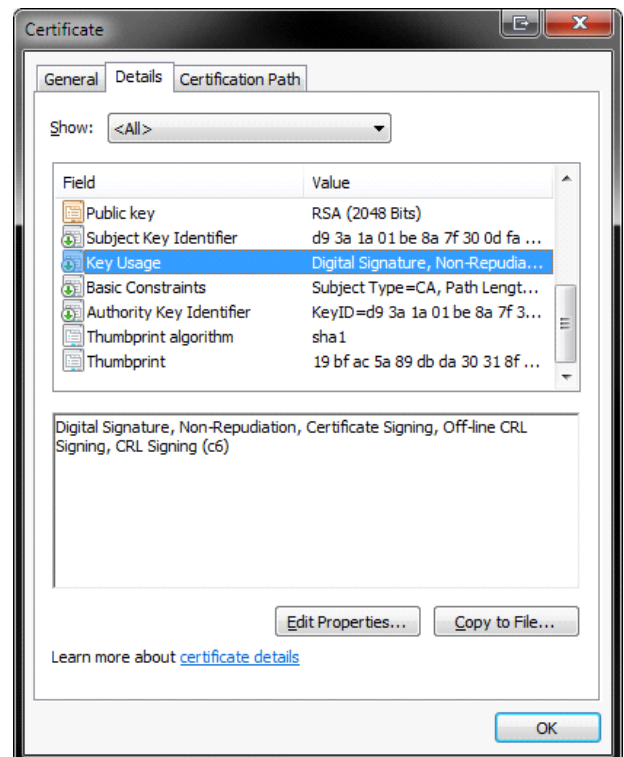 Certificate
General Details Certification Path
Show: <All>
Field Value
Public key RSA (2048 Bits)
Subject Key Identifier d9 3a 1a 01 be 8a 7f 30 0d fa ...
Key Usage Digital Signature, Non-Repudia...
Basic Constraints Subject Type=CA, Path Lengt...
Authority Key Identifier KeyID=d9 3a 1a 01 be 8a 7f 3...
Thumbprint algorithm sha1
Thumbprint 19 bf ac 5a 89 db da 30 31 8f ...
Digital Signature, Non-Repudiation, Certificate Signing, Off-line CRL
Signing, CRL Signing (c6)
Edit Properties... Copy to File...
Learn more about certificate details
OK